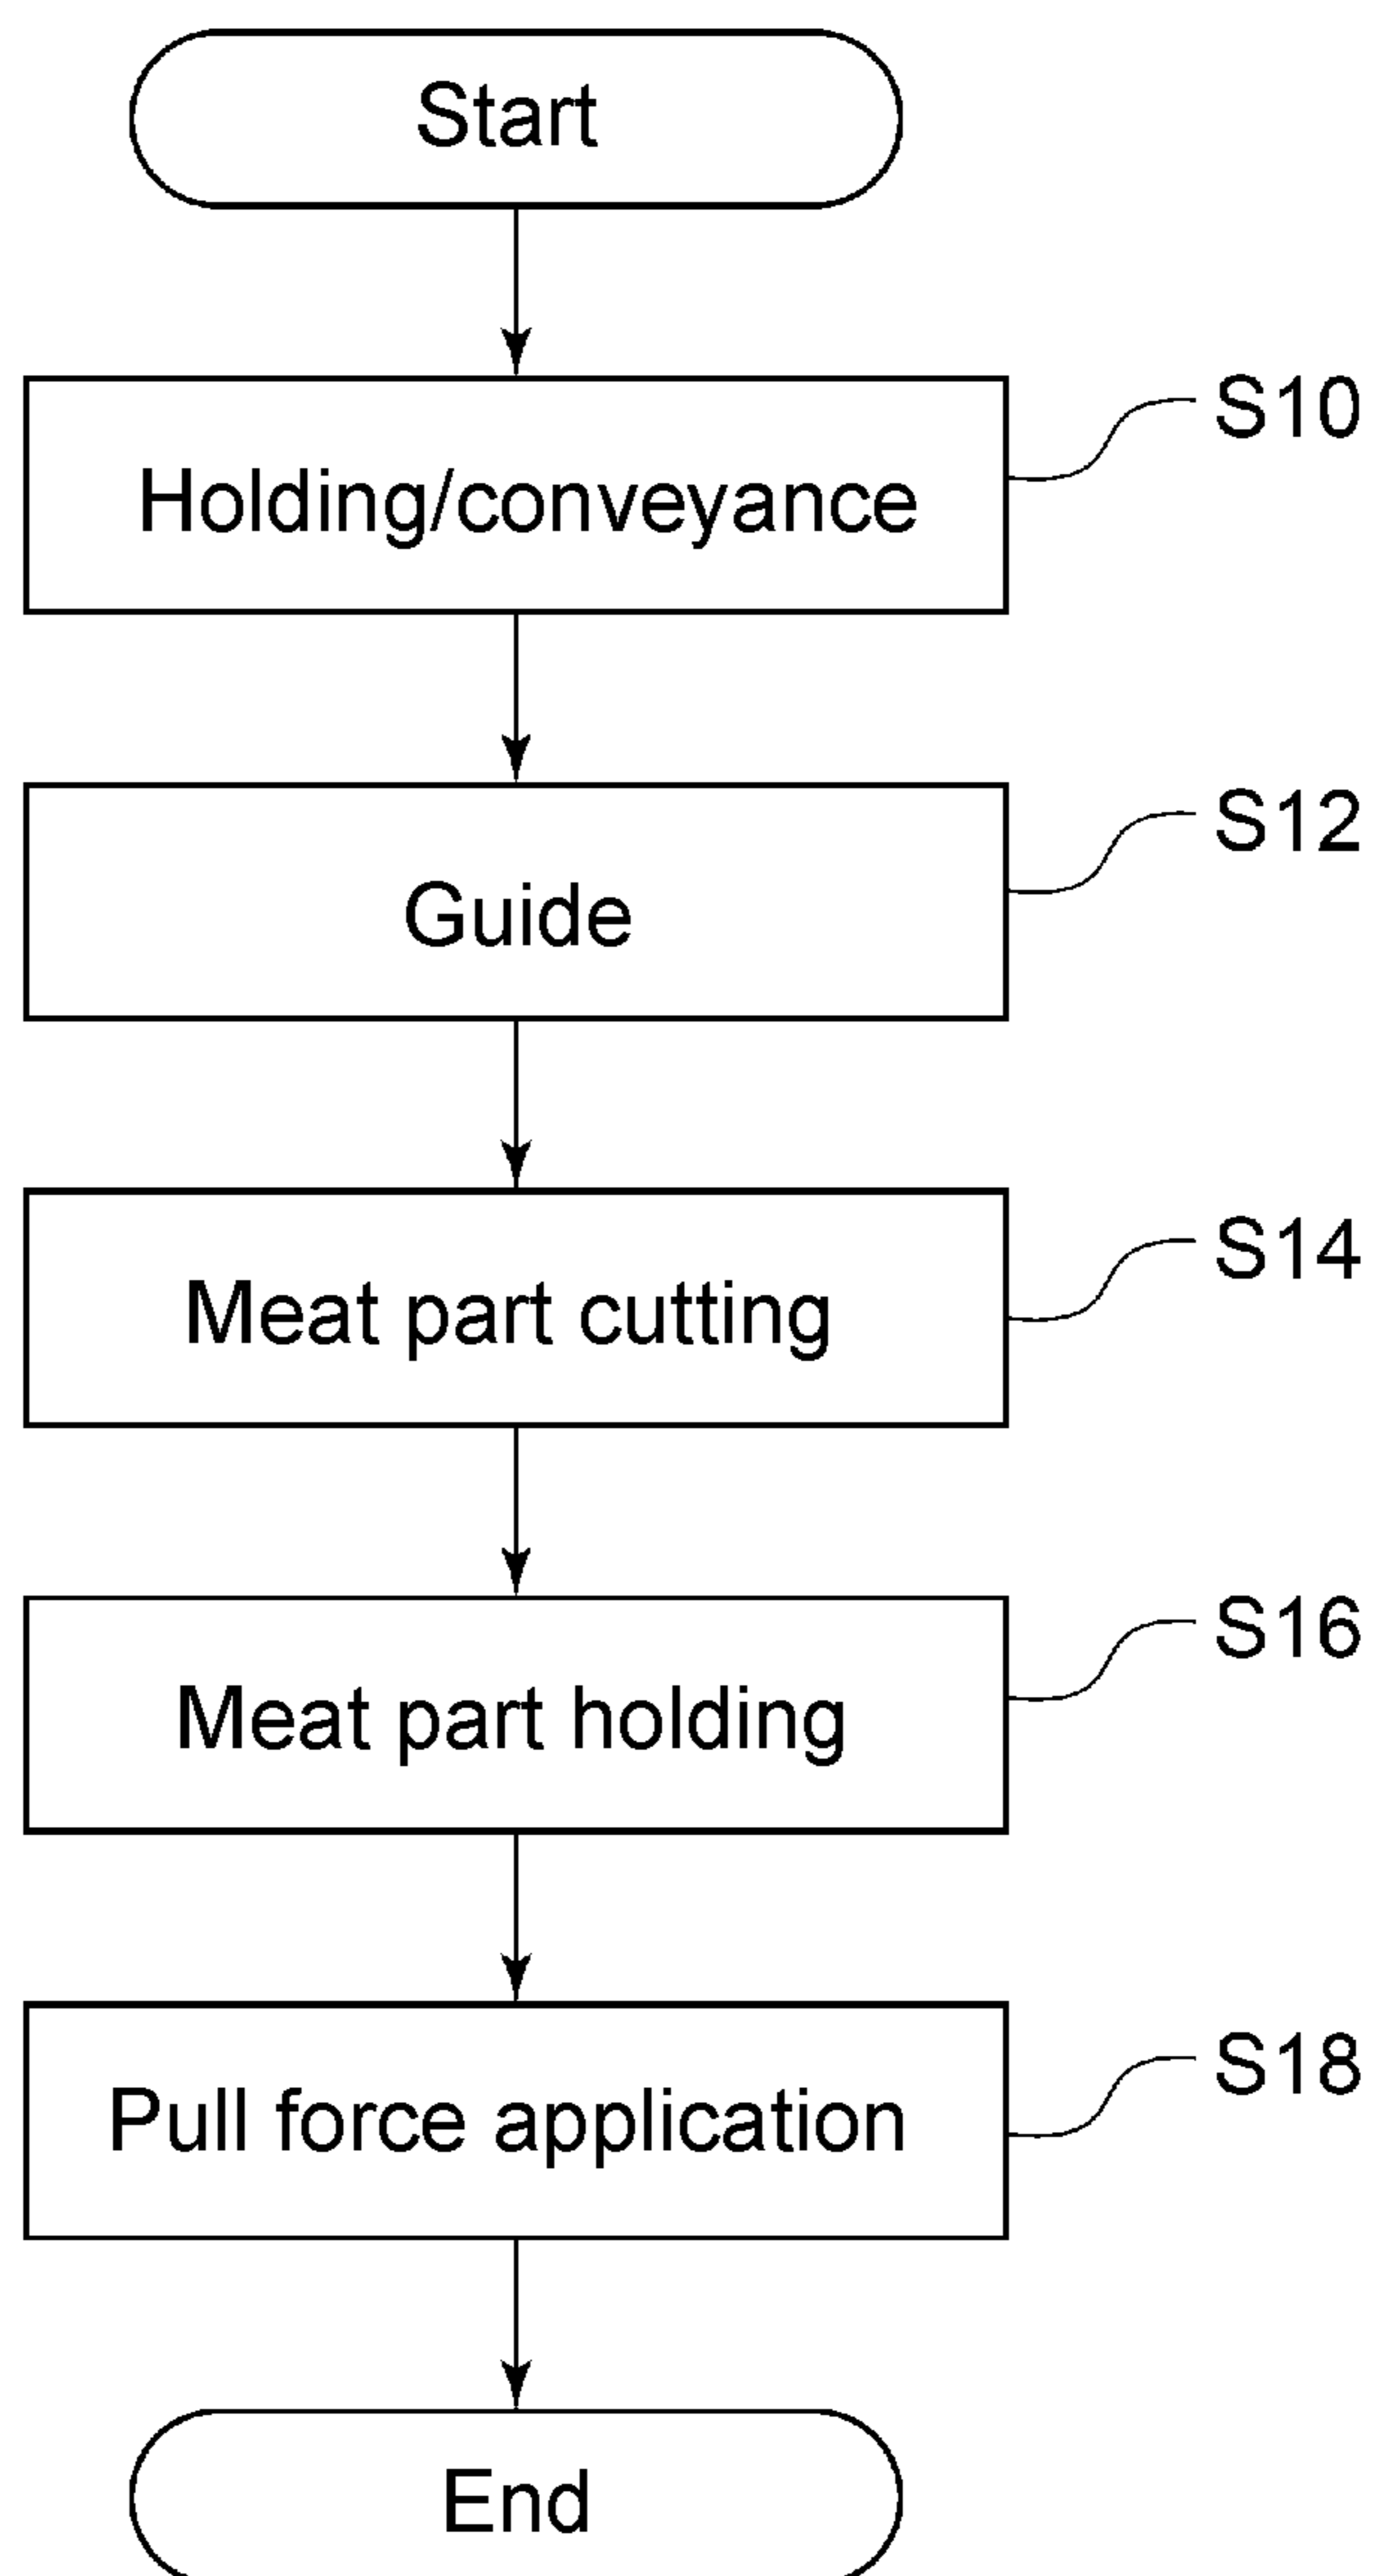 Start
Holding/conveyance
S10
Guide
S12
Meat part cutting
S14
Meat part holding
S16
Pull force application
S18
End